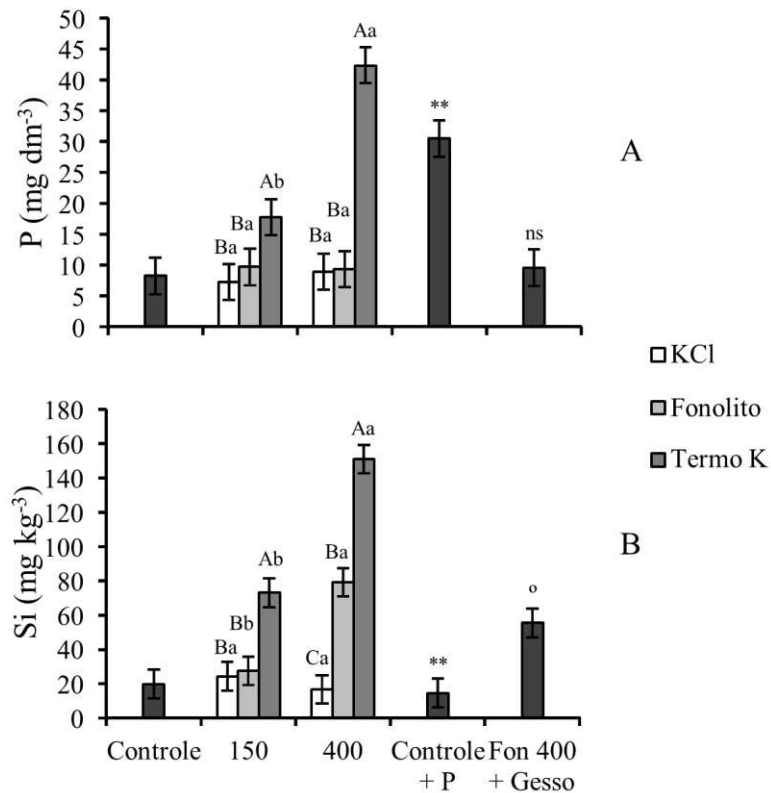 50
45
40
35
30
25
20
15
10
5
0
P (mg dm⁻³)
Ba
Ba
Ab
Ba
Ba
Aa
**
ns
A
KCl
Fonolito
Termo K
180
160
140
120
100
80
60
40
20
0
Si (mg kg⁻³)
Ba
Bb
Ab
Ca
Ba
Aa
**
o
B
Controle
150
400
Controle + P
Fon 400 + Gesso